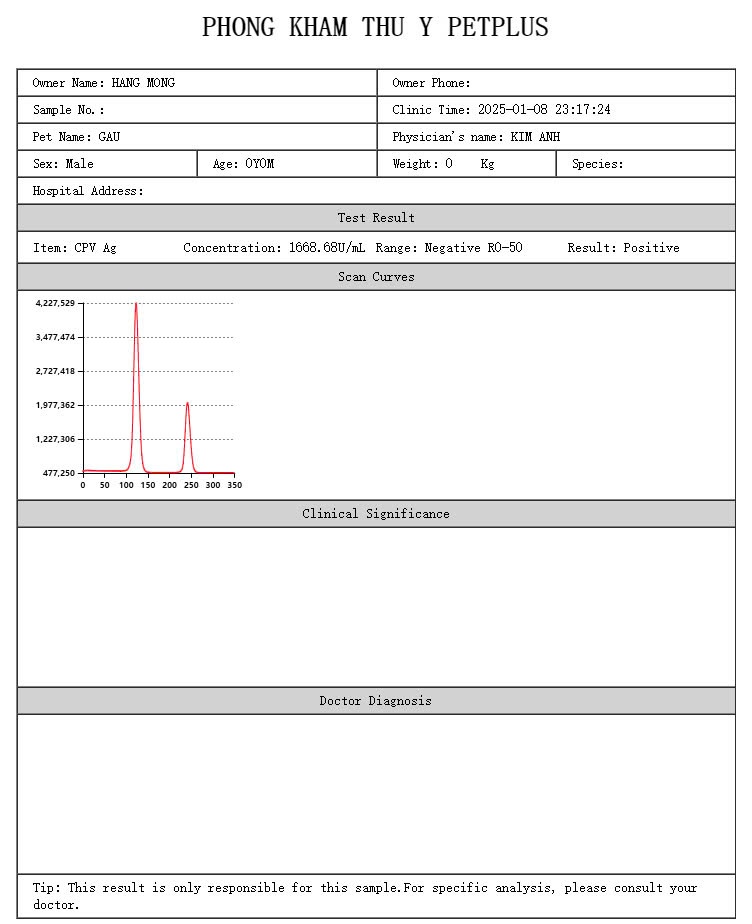 PHONG KHAM THU Y PETPLUS
Owner Name: HANG MONG
Owner Phone:
Sample No.:
Clinic Time: 2025-01-08 23:17:24
Pet Name: GAU
Physician's name: KIM ANH
Sex: Male
Age: 0Y0M
Weight: 0 Kg
Species:
Hospital Address:
Test Result
Item: CPV Ag
Concentration: 1668.68U/mL
Range: Negative R0-50
Result: Positive
Scan Curves
4,227,529
3,477,474
2,727,418
1,977,362
1,227,306
477,250
0 50 100 150 200 250 300 350
Clinical Significance
Doctor Diagnosis
Tip: This result is only responsible for this sample.For specific analysis, please consult your
doctor.